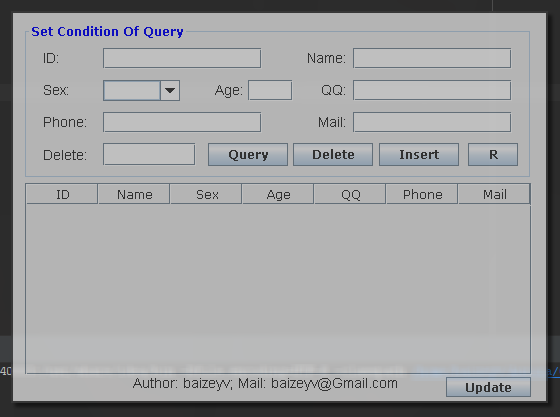 Set Condition Of Query
ID: Name:
Sex: Age: QQ:
Phone: Mail:
Delete: Query Delete Insert R
ID Name Sex Age QQ Phone Mail
Author: baizeyv; Mail: baizeyv@Gmail.com
Update